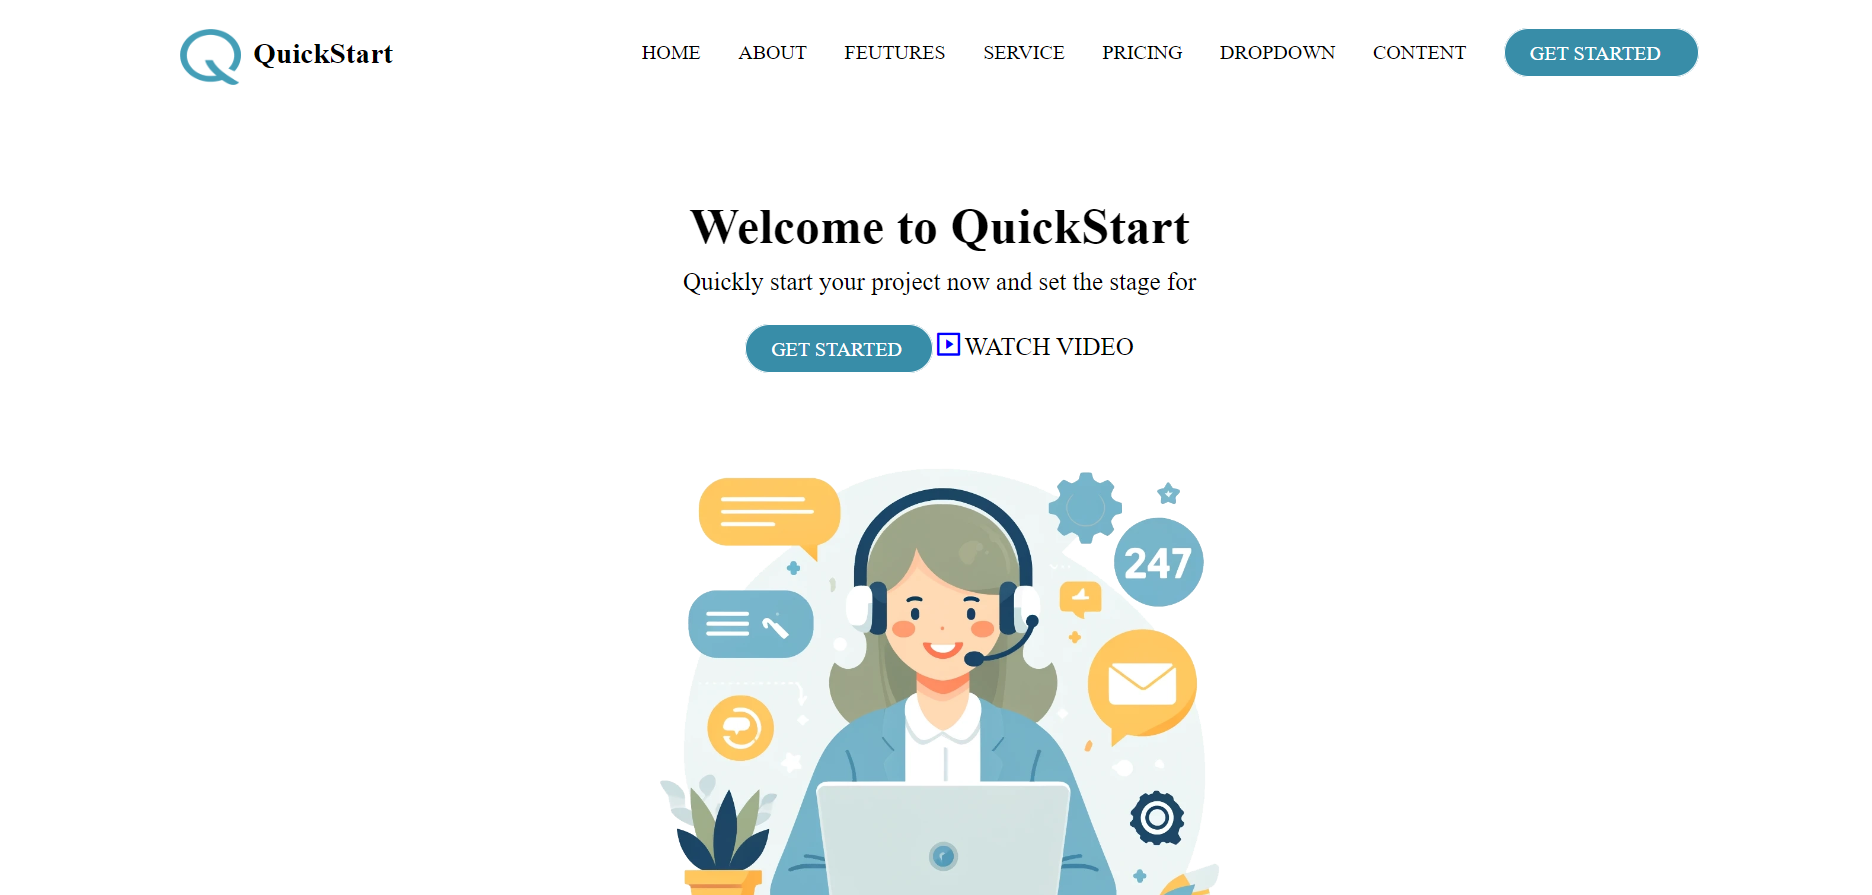 QuickStart
HOME ABOUT FEUTURES SERVICE PRICING DROPDOWN CONTENT GET STARTED
Welcome to QuickStart
Quickly start your project now and set the stage for
GET STARTED WATCH VIDEO
247